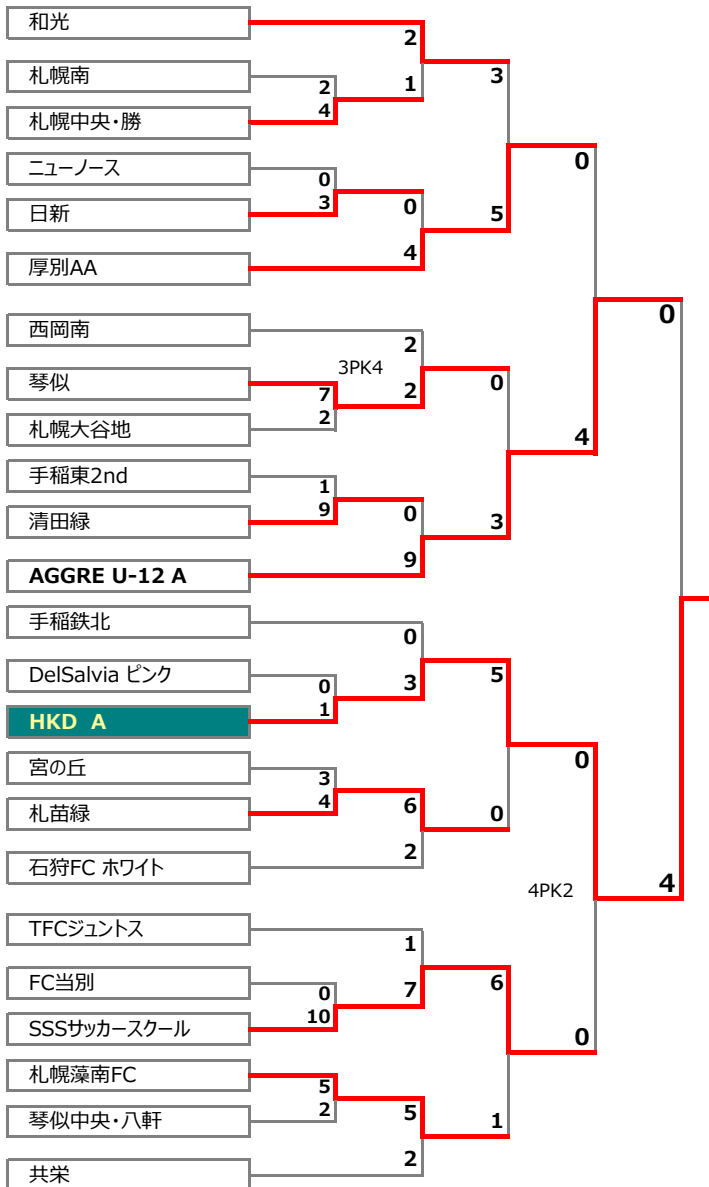 和光
2
札幌南
3
2
1
4
札幌中央・勝
ニューノース
0
0
3
0
日新
5
4
厚別AA
0
西岡南
2
3PK4
琴似
0
7
2
2
札幌大谷地
4
手稲東2nd
1
9
0
3
清田緑
9
AGGRE U-12 A
手稲鉄北
0
DelSalvia ピンク
5
0
3
1
HKD A
宮の丘
0
3
4
6
0
札苗緑
2
石狩FC ホワイト
4PK2
4
TFCジュントス
1
FC当別
6
0
7
10
SSSサッカースクール
0
札幌藻南FC
5
2
5
1
琴似中央・八軒
2
共栄